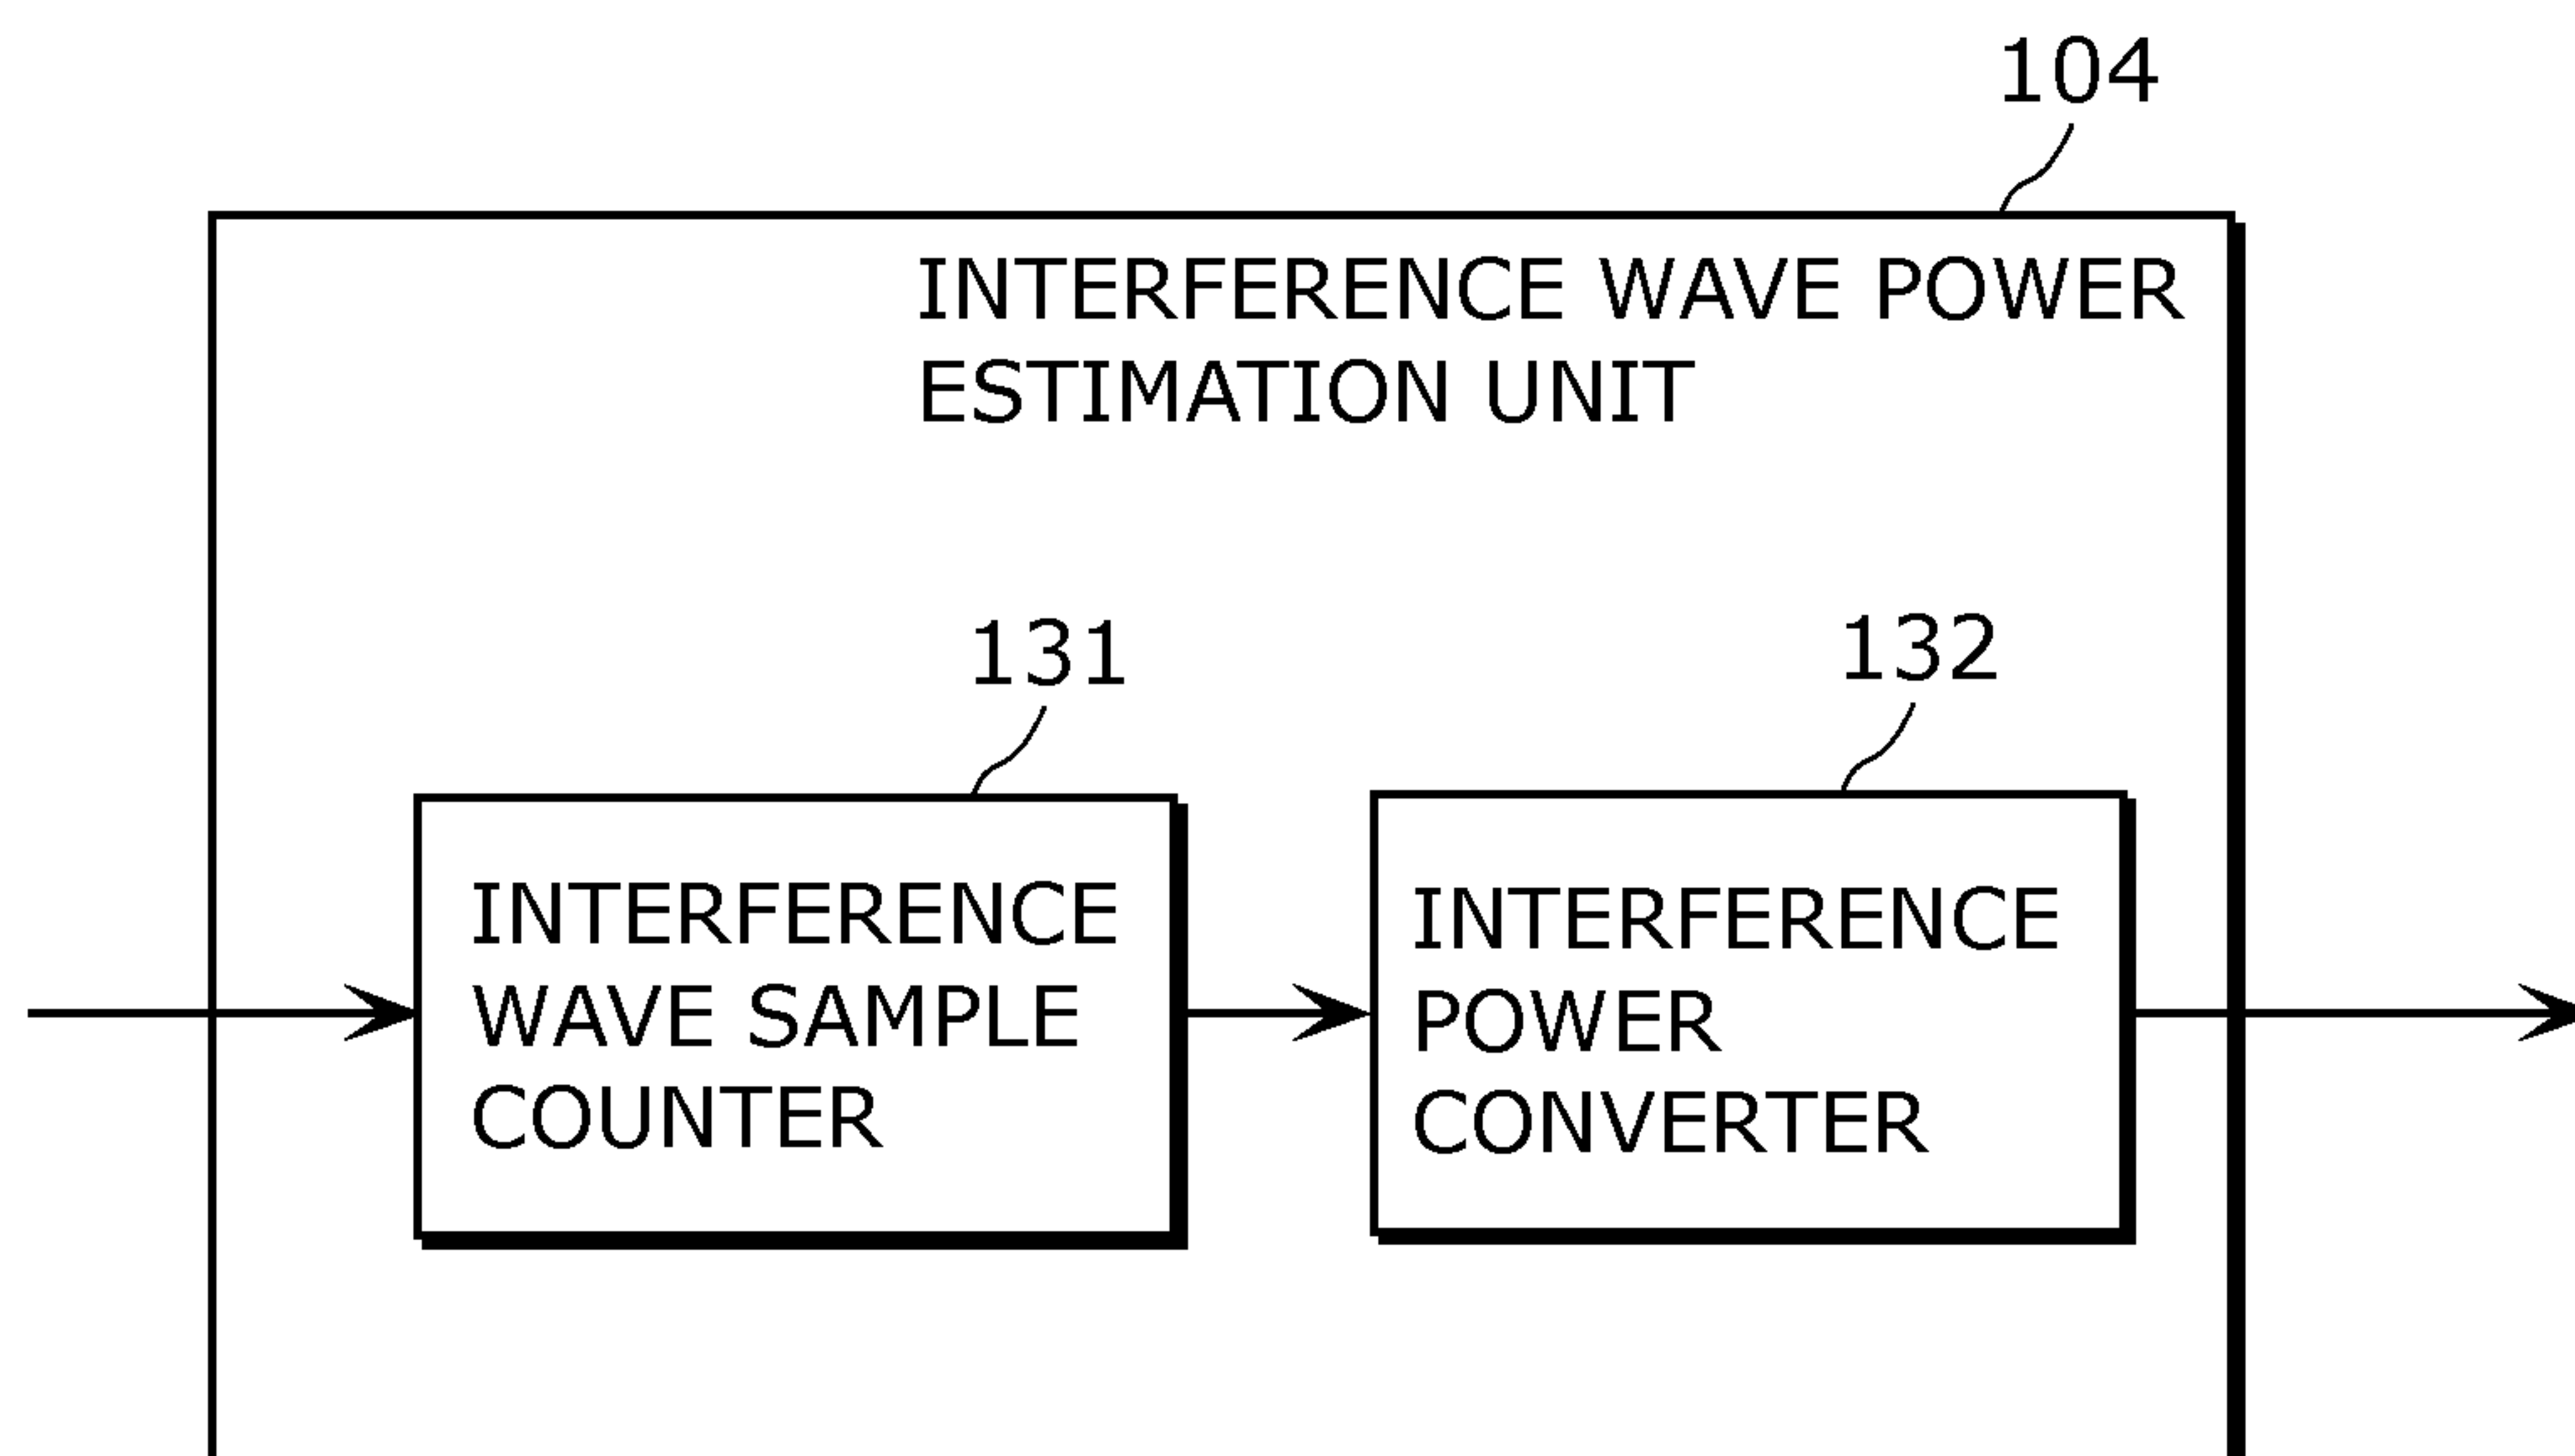 104
INTERFERENCE WAVE POWER
ESTIMATION UNIT
131
132
INTERFERENCE
WAVE SAMPLE
COUNTER
INTERFERENCE
POWER
CONVERTER